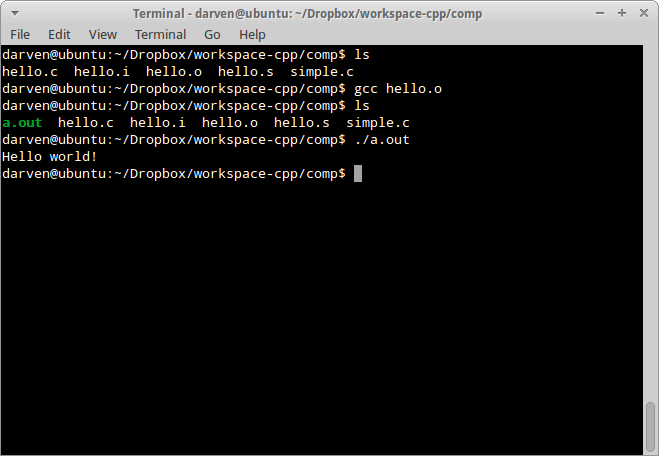 Terminal - darven@ubuntu: ~/Dropbox/workspace-cpp/comp
File Edit View Terminal Go Help
darven@ubuntu:~/Dropbox/workspace-cpp/comp$ ls
hello.c  hello.i  hello.o  hello.s  simple.c
darven@ubuntu:~/Dropbox/workspace-cpp/comp$ gcc hello.o
darven@ubuntu:~/Dropbox/workspace-cpp/comp$ ls
a.out  hello.c  hello.i  hello.o  hello.s  simple.c
darven@ubuntu:~/Dropbox/workspace-cpp/comp$ ./a.out
Hello world!
darven@ubuntu:~/Dropbox/workspace-cpp/comp$